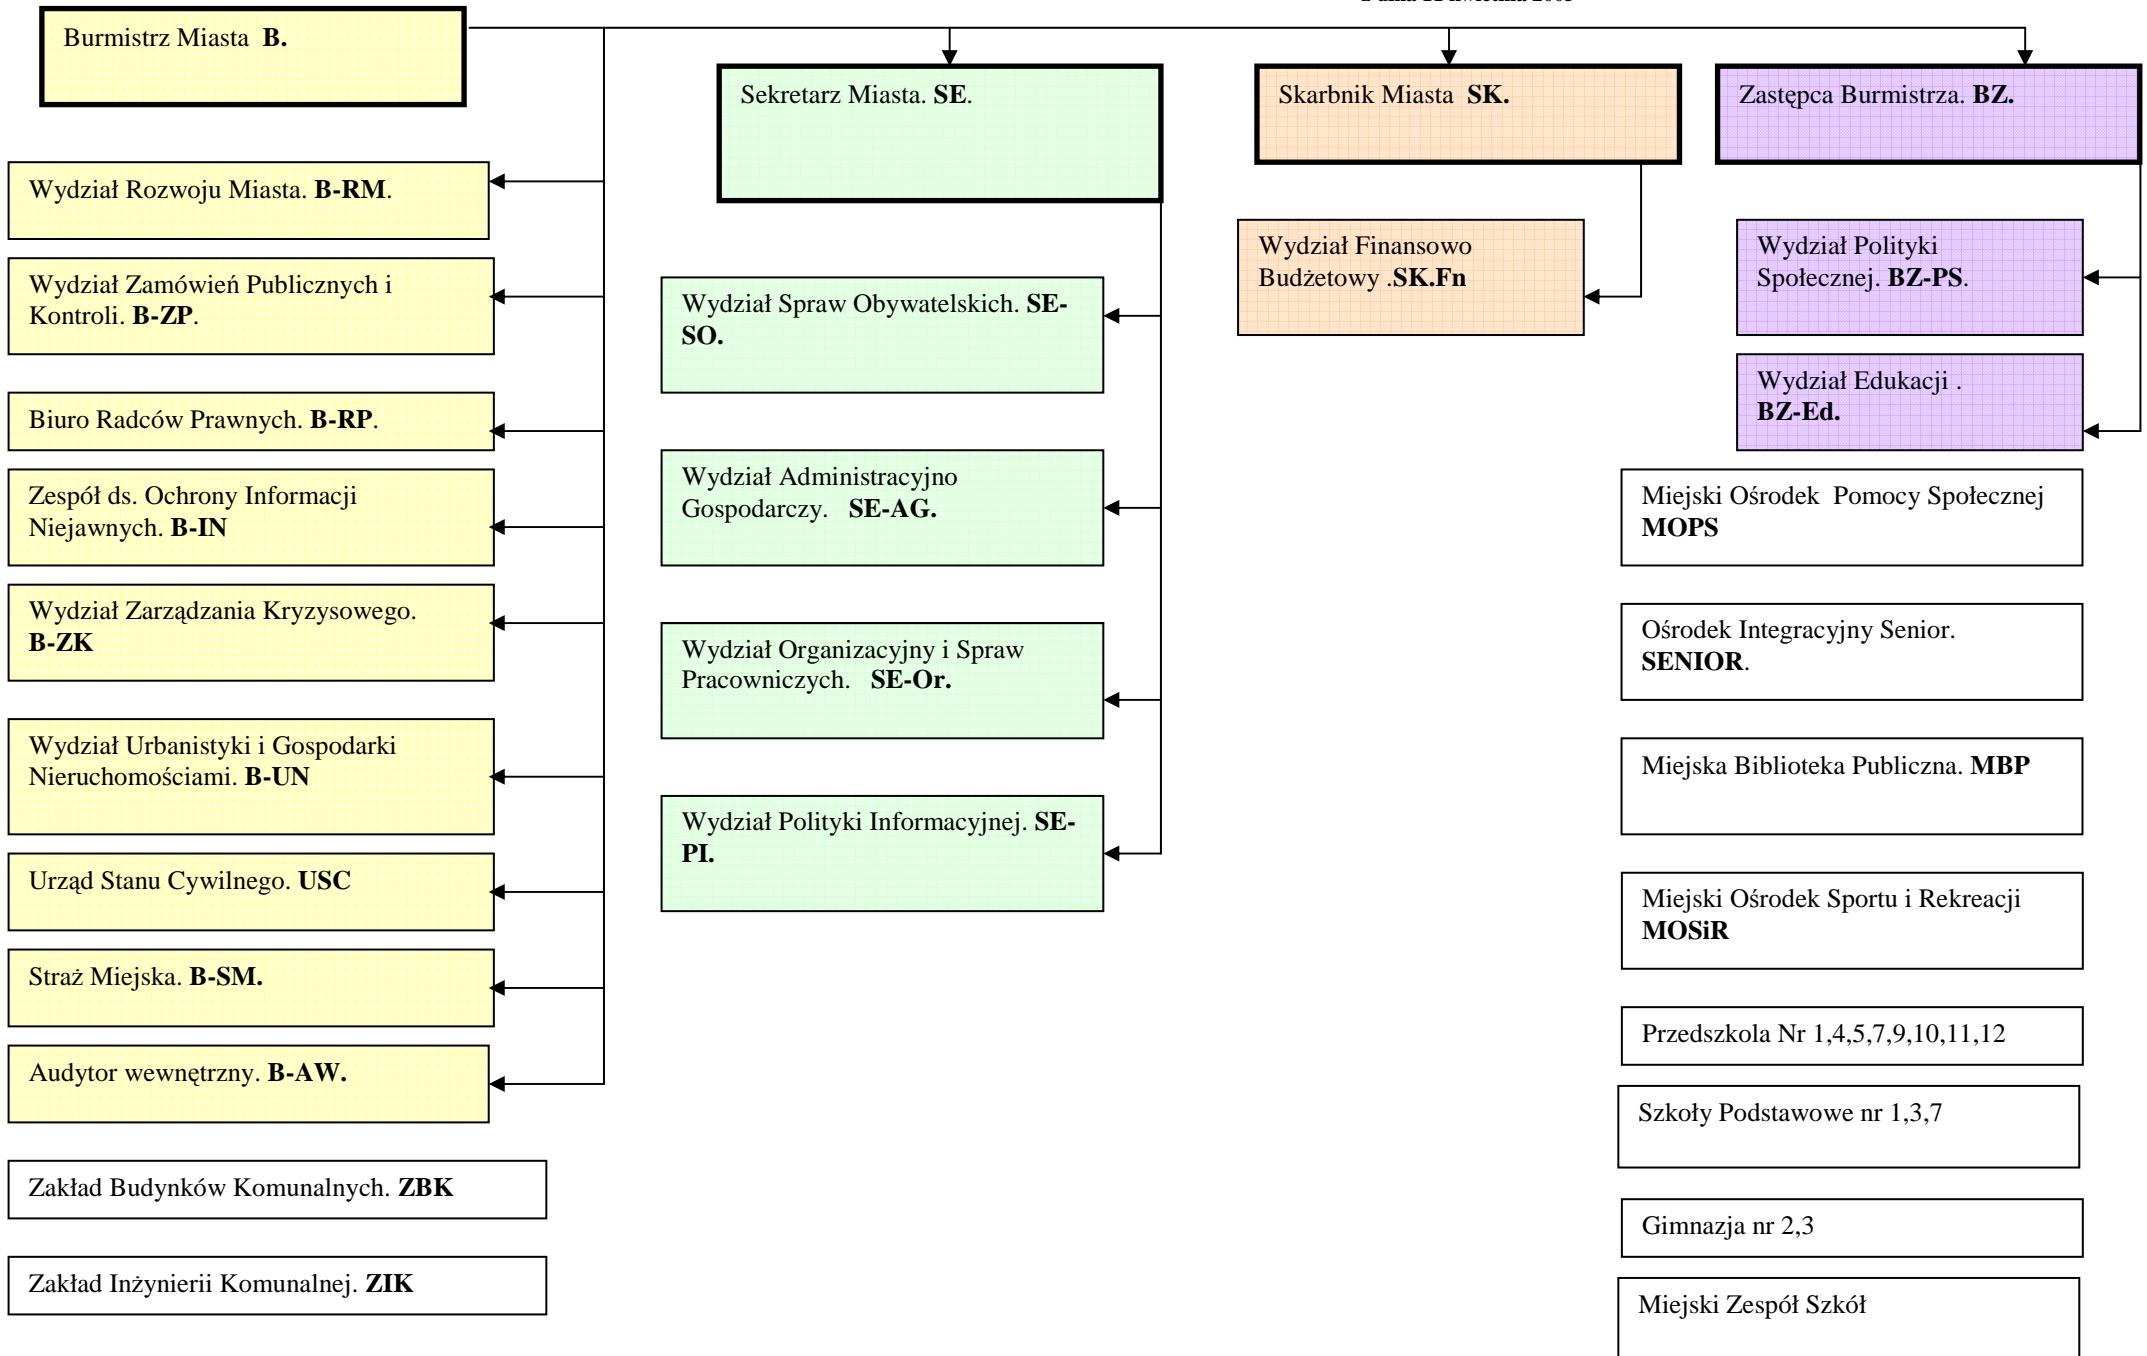 Burmistrz Miasta  B.
Sekretarz Miasta. SE.
Skarbnik Miasta  SK.
Zastępca Burmistrza. BZ.
Wydział Rozwoju Miasta. B-RM.
Wydział Zamówień Publicznych i
Kontroli. B-ZP.
Biuro Radców Prawnych. B-RP.
Zespół ds. Ochrony Informacji
Niejawnych. B-IN
Wydział Zarządzania Kryzysowego.
B-ZK
Wydział Urbanistyki i Gospodarki
Nieruchomościami. B-UN
Urząd Stanu Cywilnego. USC
Straż Miejska. B-SM.
Audytor wewnętrzny. B-AW.
Zakład Budynków Komunalnych. ZBK
Zakład Inżynierii Komunalnej. ZIK
Wydział Spraw Obywatelskich. SE-
SO.
Wydział Administracyjno
Gospodarczy.   SE-AG.
Wydział Organizacyjny i Spraw
Pracowniczych.   SE-Or.
Wydział Polityki Informacyjnej. SE-
PI.
Wydział Finansowo
Budżetowy .SK.Fn
Wydział Polityki
Społecznej. BZ-PS.
Wydział Edukacji .
BZ-Ed.
Miejski Ośrodek  Pomocy Społecznej
MOPS
Ośrodek Integracyjny Senior.
SENIOR.
Miejska Biblioteka Publiczna. MBP
Miejski Ośrodek Sportu i Rekreacji
MOSiR
Przedszkola Nr 1,4,5,7,9,10,11,12
Szkoły Podstawowe nr 1,3,7
Gimnazja nr 2,3
Miejski Zespół Szkół